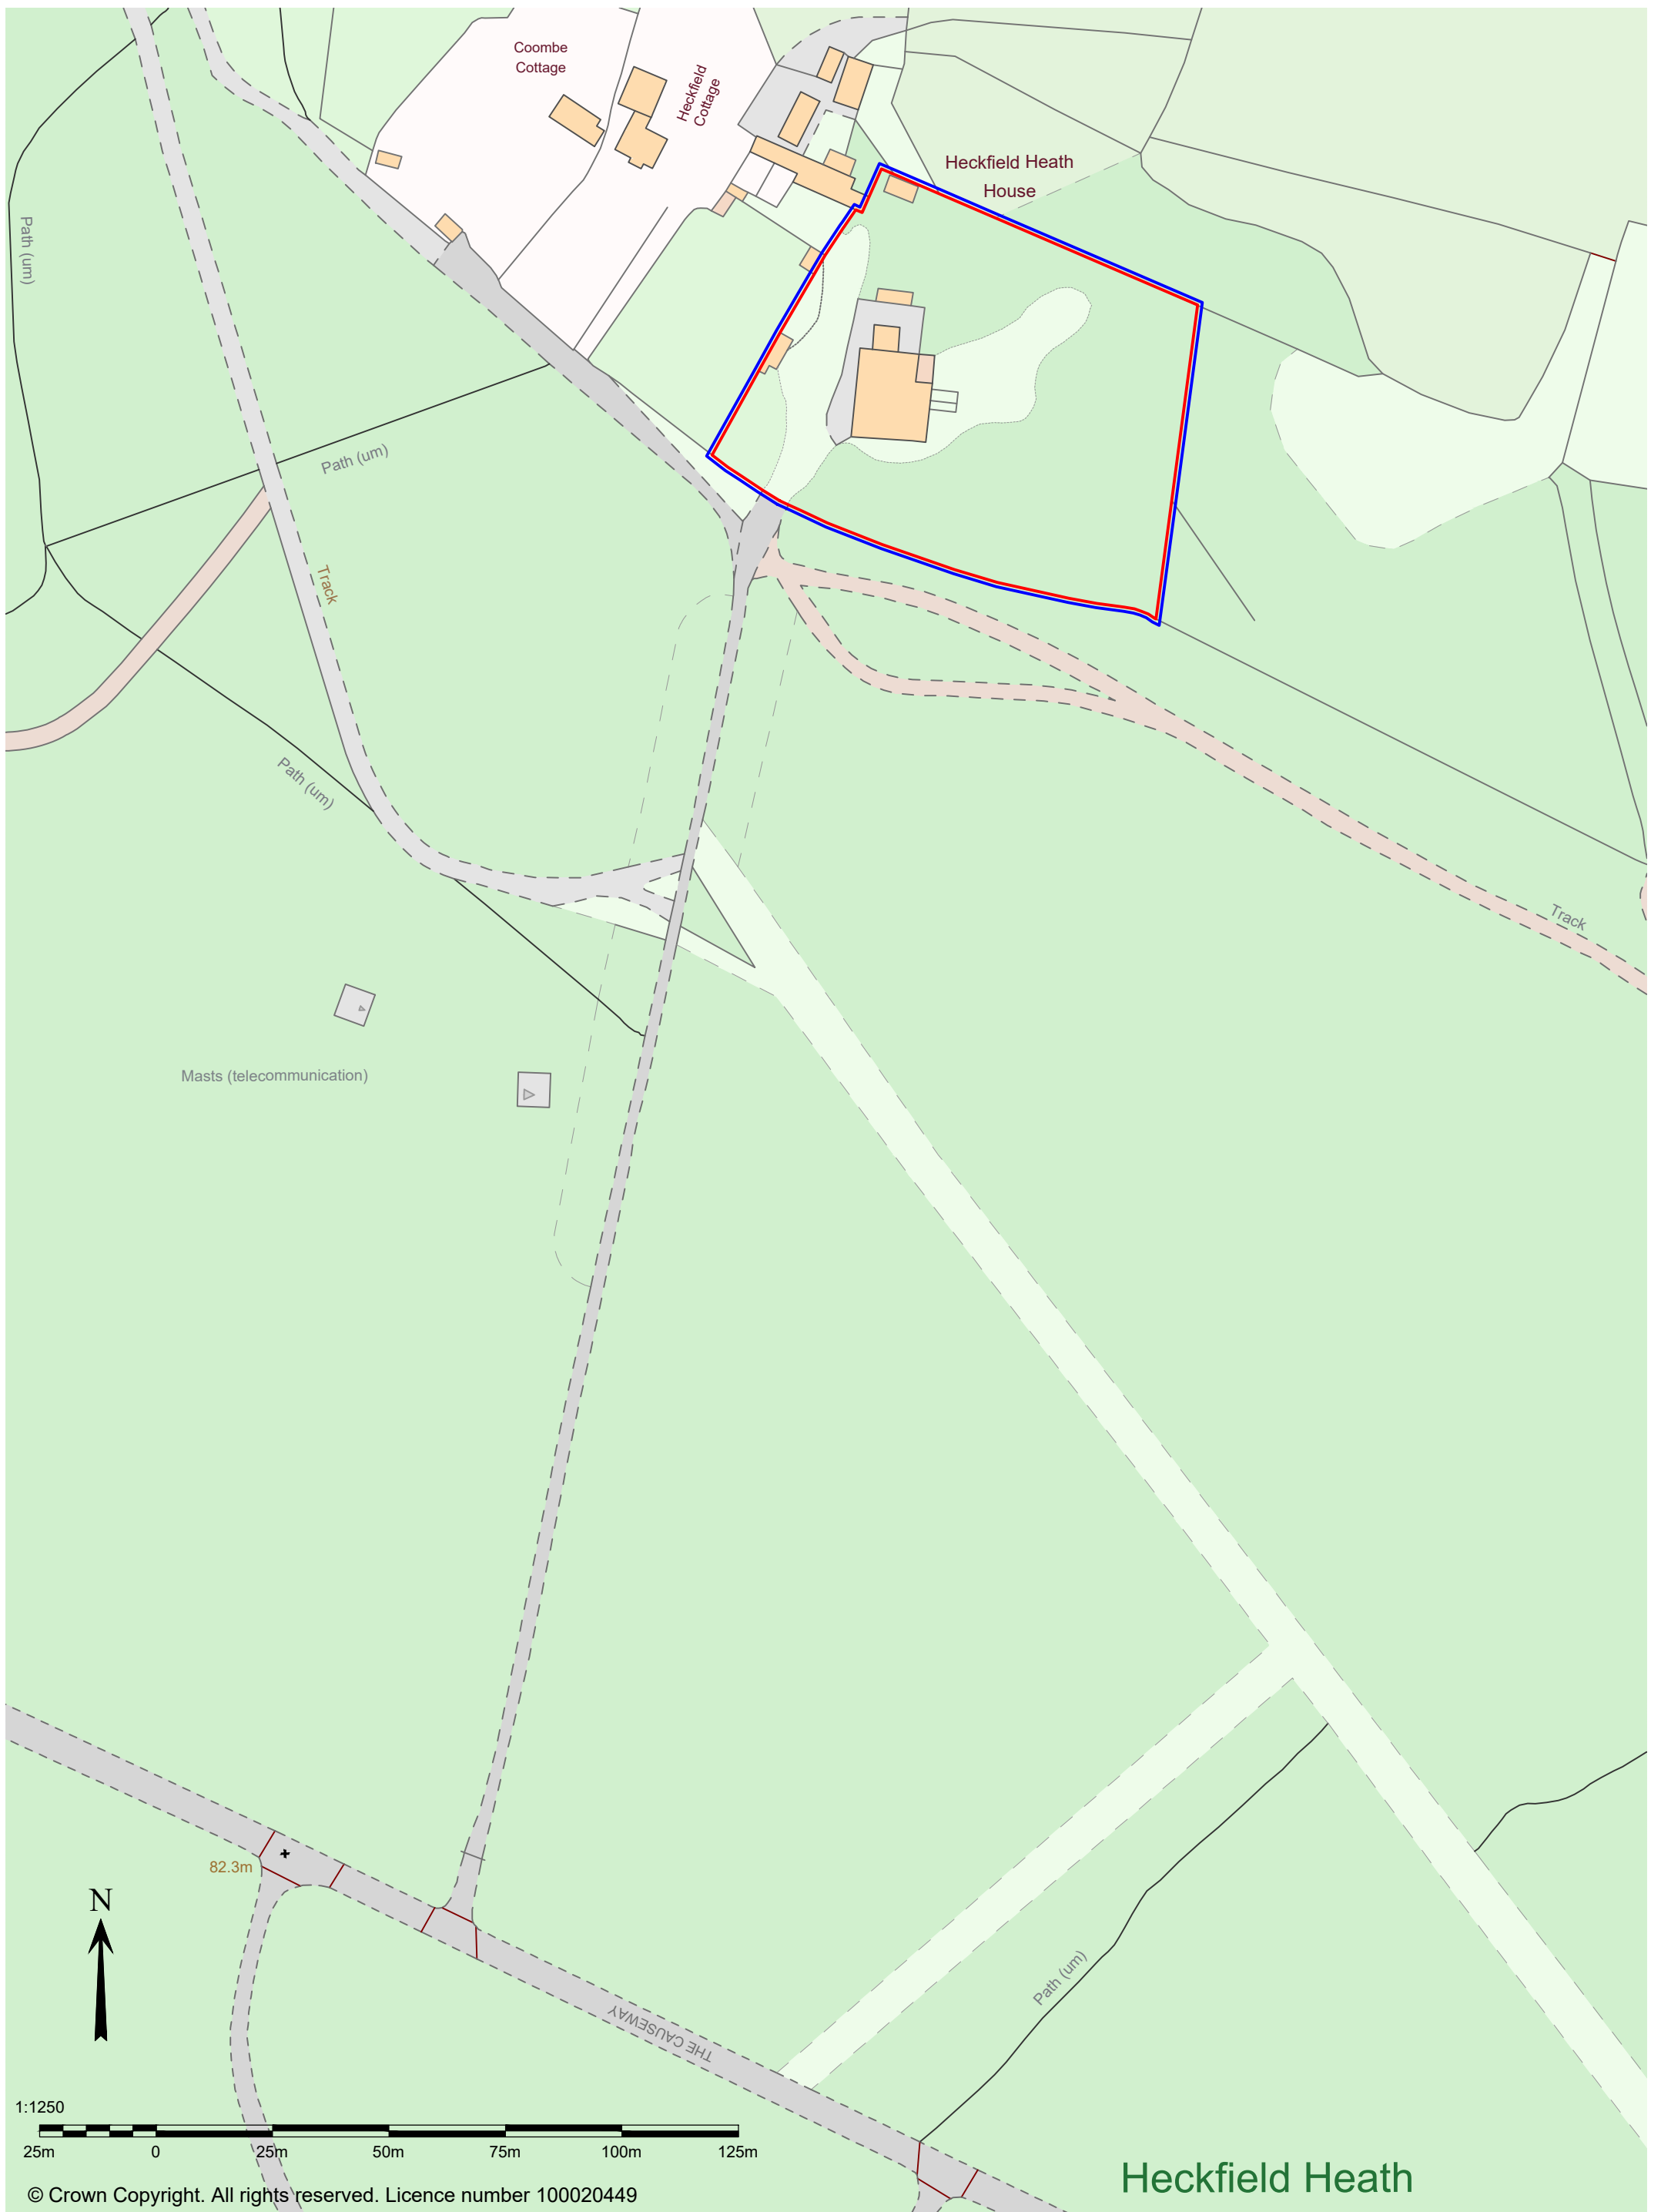 Coombe
Cottage
Heckfield
Cottage
Heckfield Heath
House
Path (um)
Path (um)
Track
Path (um)
Track
Masts (telecommunication)
82.3m
N
THE CAUSEWAY
Path (um)
1:1250
25m 0 25m 50m 75m 100m 125m
Heckfield Heath
© Crown Copyright. All rights reserved. Licence number 100020449